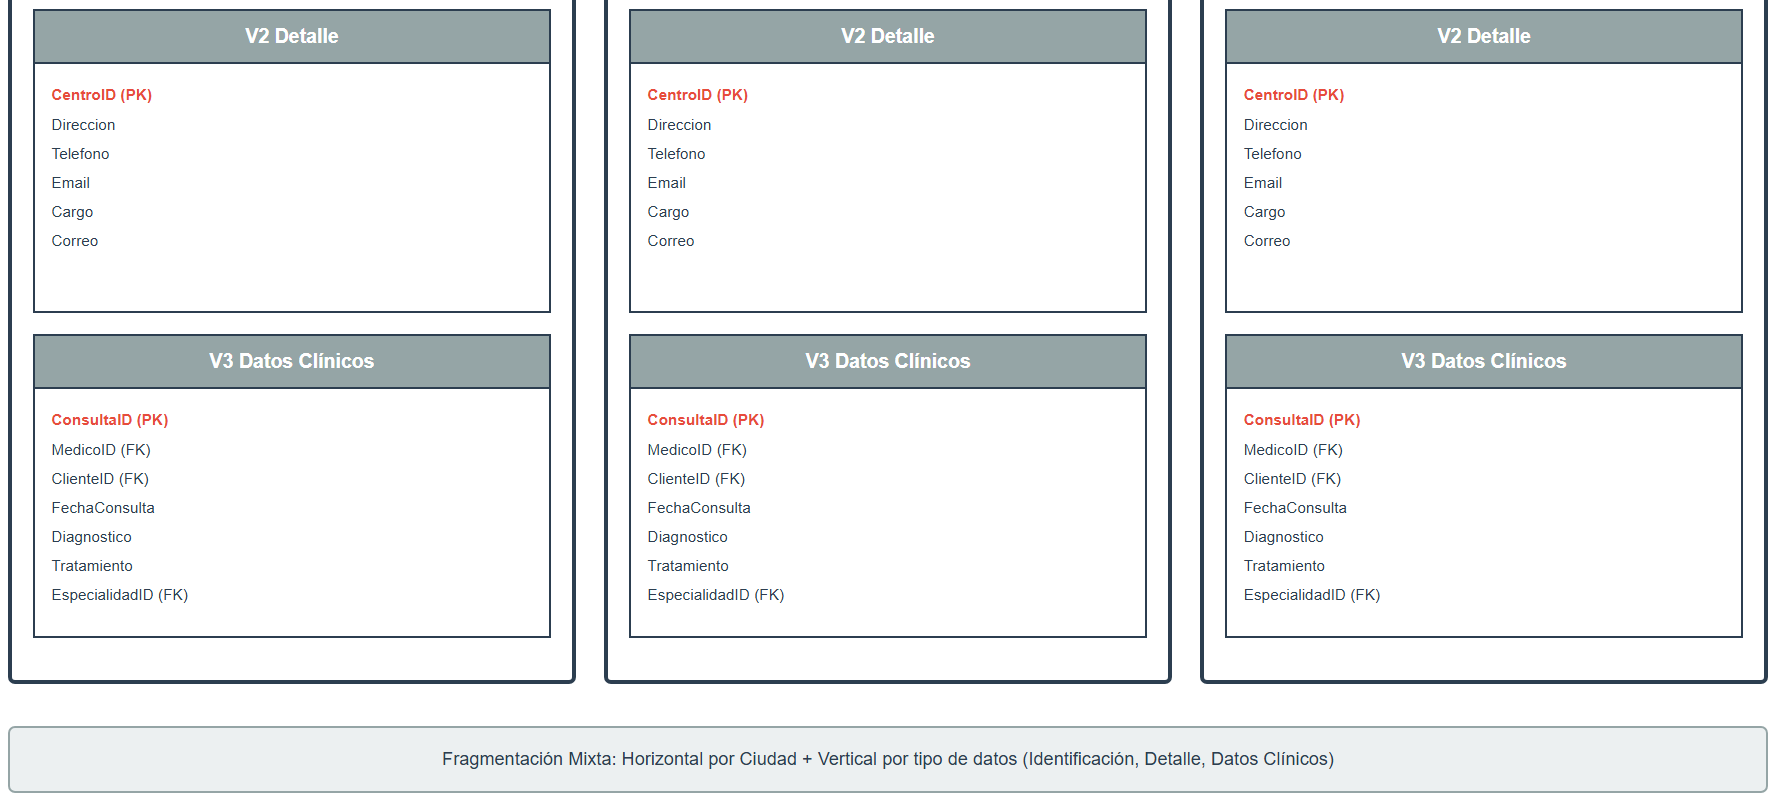 V2 Detalle
CentroID (PK)
Direccion
Telefono
Email
Cargo
Correo
V3 Datos Clínicos
ConsultaID (PK)
MedicoID (FK)
ClienteID (FK)
FechaConsulta
Diagnostico
Tratamiento
EspecialidadID (FK)
V2 Detalle
CentroID (PK)
Direccion
Telefono
Email
Cargo
Correo
V3 Datos Clínicos
ConsultaID (PK)
MedicoID (FK)
ClienteID (FK)
FechaConsulta
Diagnostico
Tratamiento
EspecialidadID (FK)
V2 Detalle
CentroID (PK)
Direccion
Telefono
Email
Cargo
Correo
V3 Datos Clínicos
ConsultaID (PK)
MedicoID (FK)
ClienteID (FK)
FechaConsulta
Diagnostico
Tratamiento
EspecialidadID (FK)
Fragmentación Mixta: Horizontal por Ciudad + Vertical por tipo de datos (Identificación, Detalle, Datos Clínicos)